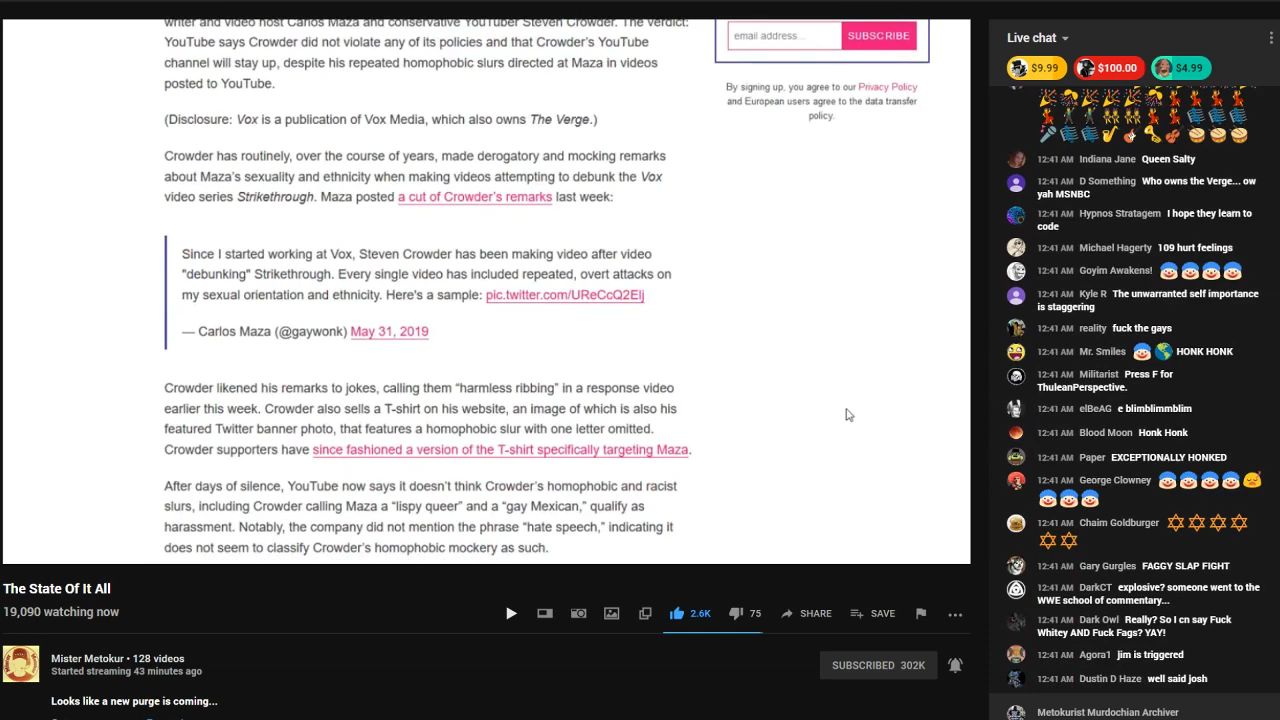 writer and video host Carlos Maza and conservative YouTuber Steven Crowder. The verdict:
YouTube says Crowder did not violate any of its policies and that Crowder's YouTube
channel will stay up, despite his repeated homophobic slurs directed at Maza in videos
posted to YouTube.
(Disclosure: Vox is a publication of Vox Media, which also owns The Verge.)
Crowder has routinely, over the course of years, made derogatory and mocking remarks
about Maza's sexuality and ethnicity when making videos attempting to debunk the Vox
video series Strikethrough. Maza posted a cut of Crowder's remarks last week:
Since I started working at Vox, Steven Crowder has been making video after video
"debunking" Strikethrough. Every single video has included repeated, overt attacks on
my sexual orientation and ethnicity. Here's a sample: pic.twitter.com/UReCcQ2Elj
— Carlos Maza (@gaywonk) May 31, 2019
Crowder likened his remarks to jokes, calling them “harmless ribbing” in a response video
earlier this week. Crowder also sells a T-shirt on his website, an image of which is also his
featured Twitter banner photo, that features a homophobic slur with one letter omitted.
Crowder supporters have since fashioned a version of the T-shirt specifically targeting Maza.
After days of silence, YouTube now says it doesn't think Crowder's homophobic and racist
slurs, including Crowder calling Maza a “lispy queer” and a “gay Mexican,” qualify as
harassment. Notably, the company did not mention the phrase “hate speech,” indicating it
does not seem to classify Crowder's homophobic mockery as such.
email address...
SUBSCRIBE
By signing up, you agree to our Privacy Policy
and European users agree to the data transfer
policy.
The State Of It All
19,090 watching now
2.6K
75
SHARE
SAVE
Mister Metokur • 128 videos
Started streaming 43 minutes ago
SUBSCRIBED 302K
Looks like a new purge is coming...
Live chat
$9.99
$100.00
$4.99
12:41 AM Indiana Jane Queen Salty
12:41 AM D Something Who owns the Verge... ow
yah MSNBC
12:41 AM Hypnos Stratagem I hope they learn to
code
12:41 AM Michael Hagerty 109 hurt feelings
12:41 AM Goyim Awakens!
12:41 AM Kyle R The unwarranted self importance
is staggering
12:41 AM reality fuck the gays
12:41 AM Mr. Smiles HONK HONK
12:41 AM Militarist Press F for
ThuleanPerspective.
12:41 AM elBeAG e blimblimmblim
12:41 AM Blood Moon Honk Honk
12:41 AM Paper EXCEPTIONALLY HONKED
12:41 AM George Clowney
12:41 AM Chaim Goldburger
12:41 AM Gary Gurgles FAGGY SLAP FIGHT
12:41 AM DarkCT explosive? someone went to the
WWE school of commentary...
12:41 AM Dark Owl Really? So I cn say Fuck
Whitey AND Fuck Fags? YAY!
12:41 AM Agora1 jim is triggered
12:41 AM Dustin D Haze well said josh
Metokurist Murdochian Archiver